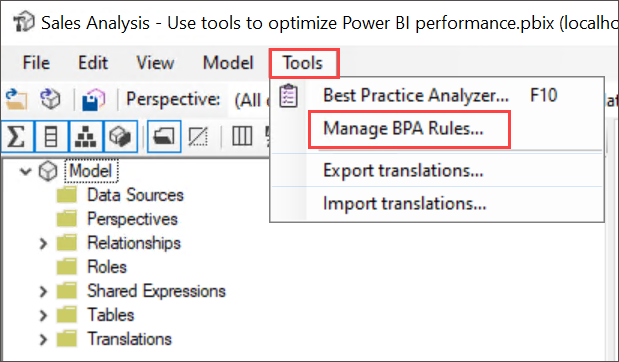 Sales Analysis - Use tools to optimize Power BI performance.pbix (localho
File Edit View Model Tools
Perspective: (All
Best Practice Analyzer... F10
Manage BPA Rules...
Export translations...
Import translations...
Model
Data Sources
Perspectives
Relationships
Roles
Shared Expressions
Tables
Translations